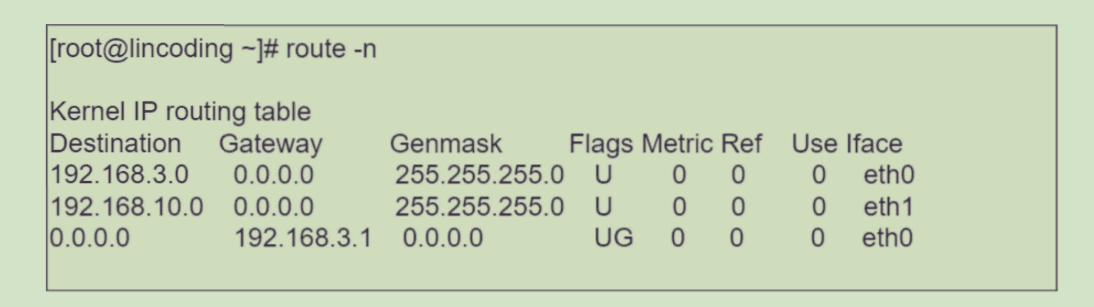 [root@lincoding ~]# route -n
Kernel IP routing table
Destination Gateway Genmask Flags Metric Ref Use Iface
192.168.3.0 0.0.0.0 255.255.255.0 U 0 0 0 eth0
192.168.10.0 0.0.0.0 255.255.255.0 U 0 0 0 eth1
0.0.0.0 192.168.3.1 0.0.0.0 UG 0 0 0 eth0